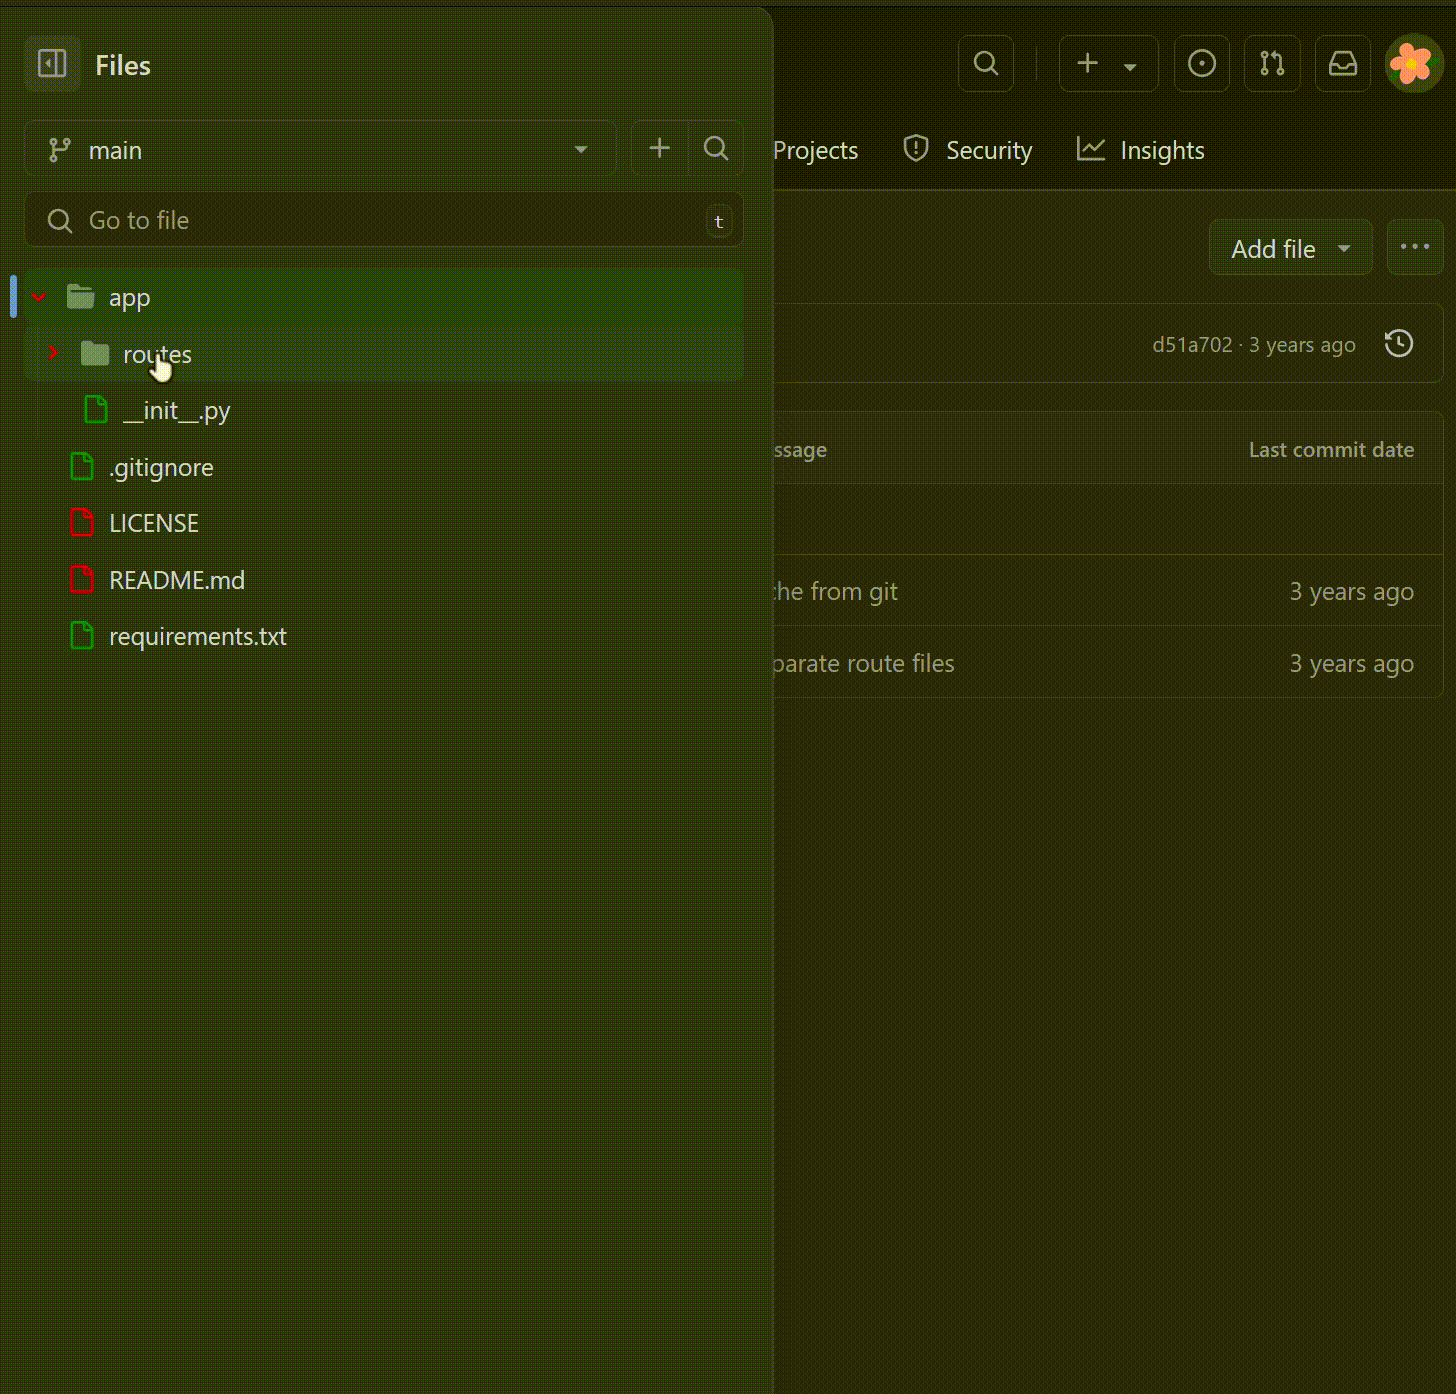 Files
main
Go to file
t
app
routes
__init__.py
.gitignore
LICENSE
README.md
requirements.txt
Projects
Security
Insights
Add file
d51a702 · 3 years ago
ssage
Last commit date
he from git
3 years ago
parate route files
3 years ago